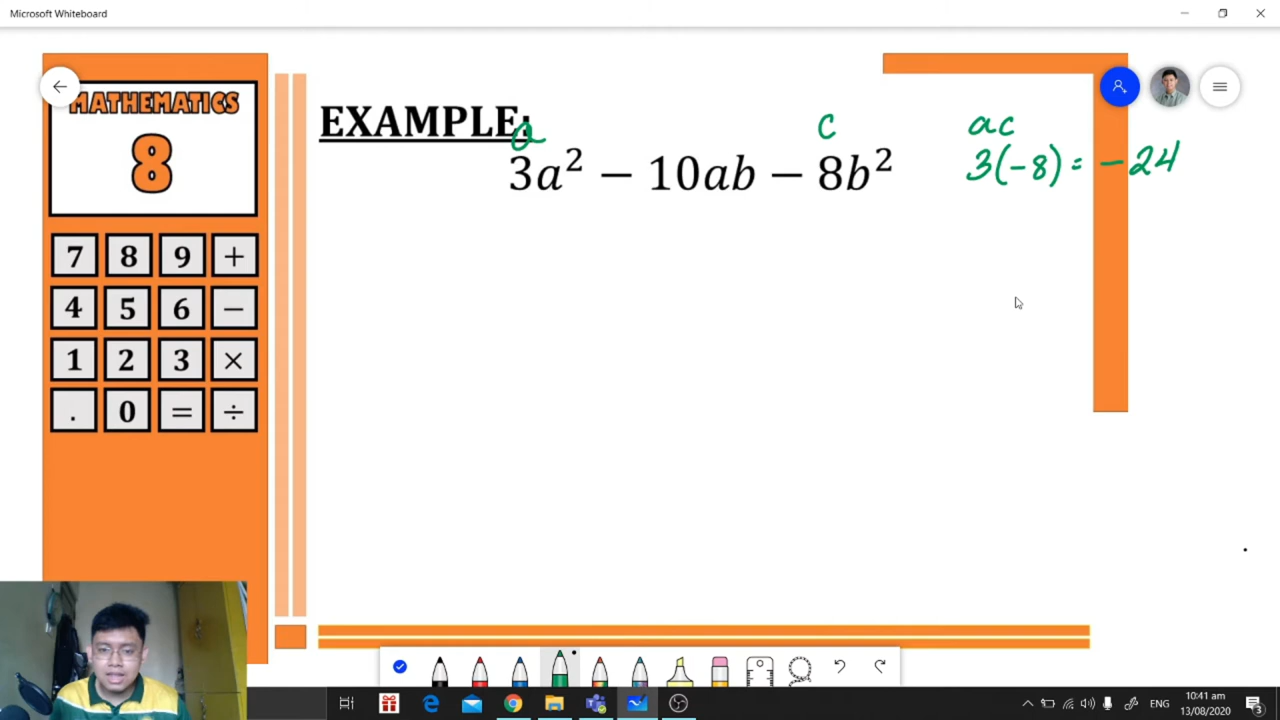 Microsoft Whiteboard
MATHEMATICS
8
7 8 9 +
4 5 6 −
1 2 3 ×
. 0 = ÷
EXAMPLE:
a c
3a² − 10ab − 8b²
ac
3(-8) = -24
10:41 am
ENG
13/08/2020
3